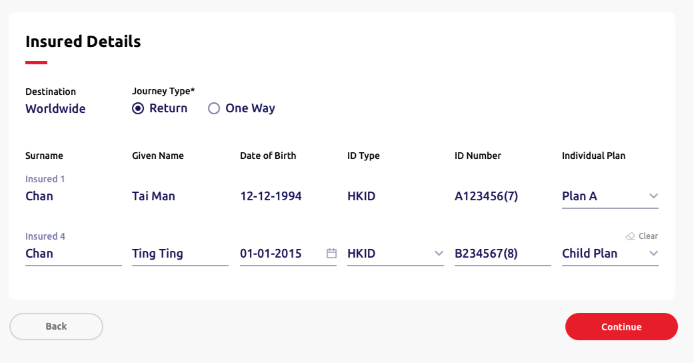 Insured Details
Destination
Journey Type*
Worldwide
Return
One Way
Surname Given Name Date of Birth ID Type ID Number Individual Plan
Insured 1
Chan Tai Man 12-12-1994 HKID A123456(7) Plan A
Insured 4 Clear
Chan Ting Ting 01-01-2015 HKID B234567(8) Child Plan
Back Continue